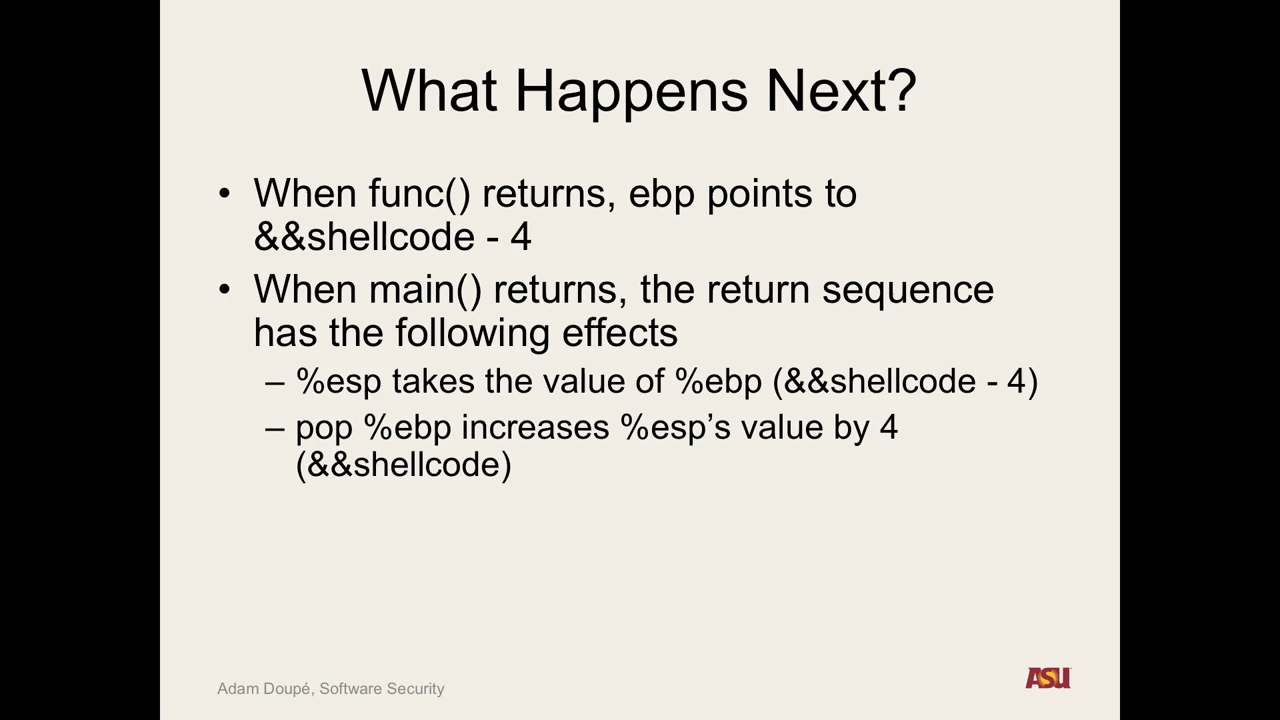 What Happens Next?
• When func() returns, ebp points to
&&shellcode - 4
• When main() returns, the return sequence
has the following effects
– %esp takes the value of %ebp (&&shellcode - 4)
– pop %ebp increases %esp’s value by 4
(&&shellcode)
Adam Doupé, Software Security
ASU